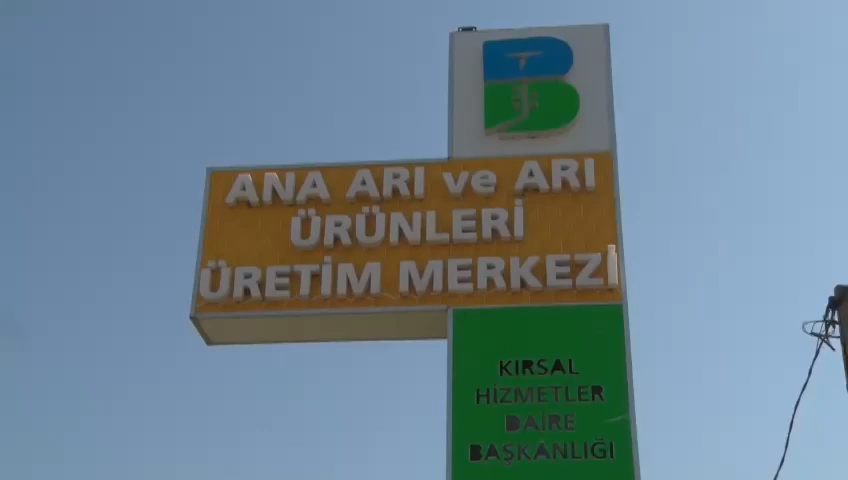 B
ANA ARI ve ARI
ÜRÜNLERİ
ÜRETİM MERKEZİ
KIRSAL
HİZMETLER
DAİRE
BAŞKANLIĞI